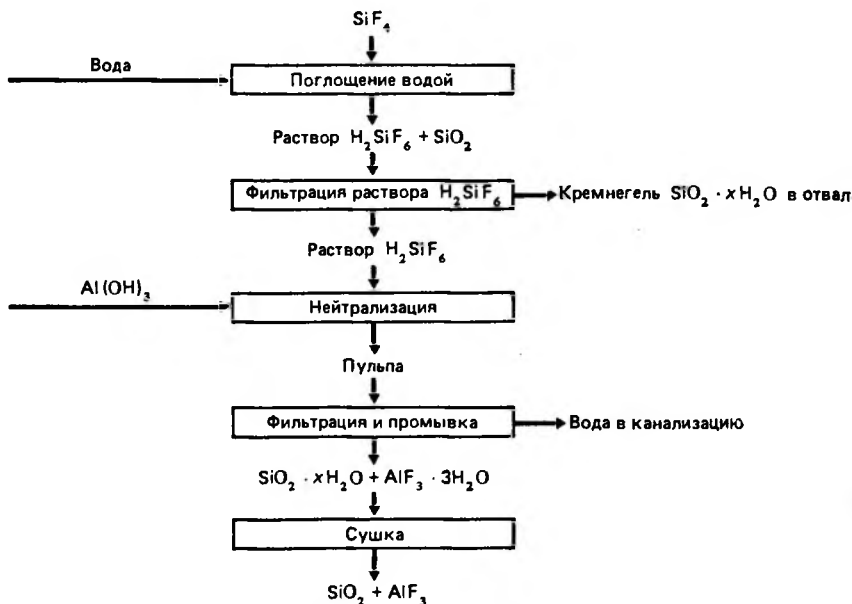 SiF₄
Вода
Поглощение водой
Раствор H₂SiF₆ + SiO₂
Фильтрация раствора H₂SiF₆
Кремнегель SiO₂ · xH₂O в отвал
Раствор H₂SiF₆
Al(OH)₃
Нейтрализация
Пульпа
Фильтрация и промывка
Вода в канализацию
SiO₂ · xH₂O + AlF₃ · 3H₂O
Сушка
SiO₂ + AlF₃